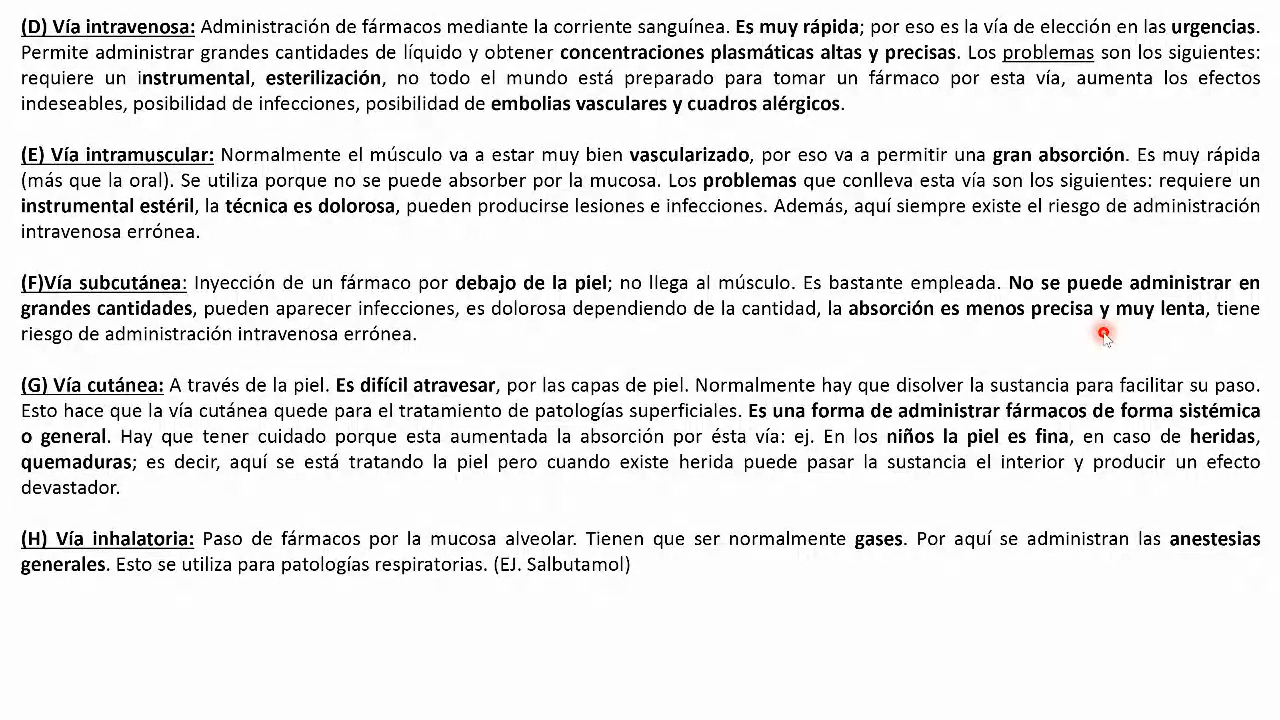 (D) Vía intravenosa: Administración de fármacos mediante la corriente sanguínea. Es muy rápida; por eso es la vía de elección en las urgencias.
Permite administrar grandes cantidades de líquido y obtener concentraciones plasmáticas altas y precisas. Los problemas son los siguientes:
requiere un instrumental, esterilización, no todo el mundo está preparado para tomar un fármaco por esta vía, aumenta los efectos
indeseables, posibilidad de infecciones, posibilidad de embolias vasculares y cuadros alérgicos.
(E) Vía intramuscular: Normalmente el músculo va a estar muy bien vascularizado, por eso va a permitir una gran absorción. Es muy rápida
(más que la oral). Se utiliza porque no se puede absorber por la mucosa. Los problemas que conlleva esta vía son los siguientes: requiere un
instrumental estéril, la técnica es dolorosa, pueden producirse lesiones e infecciones. Además, aquí siempre existe el riesgo de administración
intravenosa errónea.
(F)Vía subcutánea: Inyección de un fármaco por debajo de la piel; no llega al músculo. Es bastante empleada. No se puede administrar en
grandes cantidades, pueden aparecer infecciones, es dolorosa dependiendo de la cantidad, la absorción es menos precisa y muy lenta, tiene
riesgo de administración intravenosa errónea.
(G) Vía cutánea: A través de la piel. Es difícil atravesar, por las capas de piel. Normalmente hay que disolver la sustancia para facilitar su paso.
Esto hace que la vía cutánea quede para el tratamiento de patologías superficiales. Es una forma de administrar fármacos de forma sistémica
o general. Hay que tener cuidado porque esta aumentada la absorción por ésta vía: ej. En los niños la piel es fina, en caso de heridas,
quemaduras; es decir, aquí se está tratando la piel pero cuando existe herida puede pasar la sustancia el interior y producir un efecto
devastador.
(H) Vía inhalatoria: Paso de fármacos por la mucosa alveolar. Tienen que ser normalmente gases. Por aquí se administran las anestesias
generales. Esto se utiliza para patologías respiratorias. (EJ. Salbutamol)